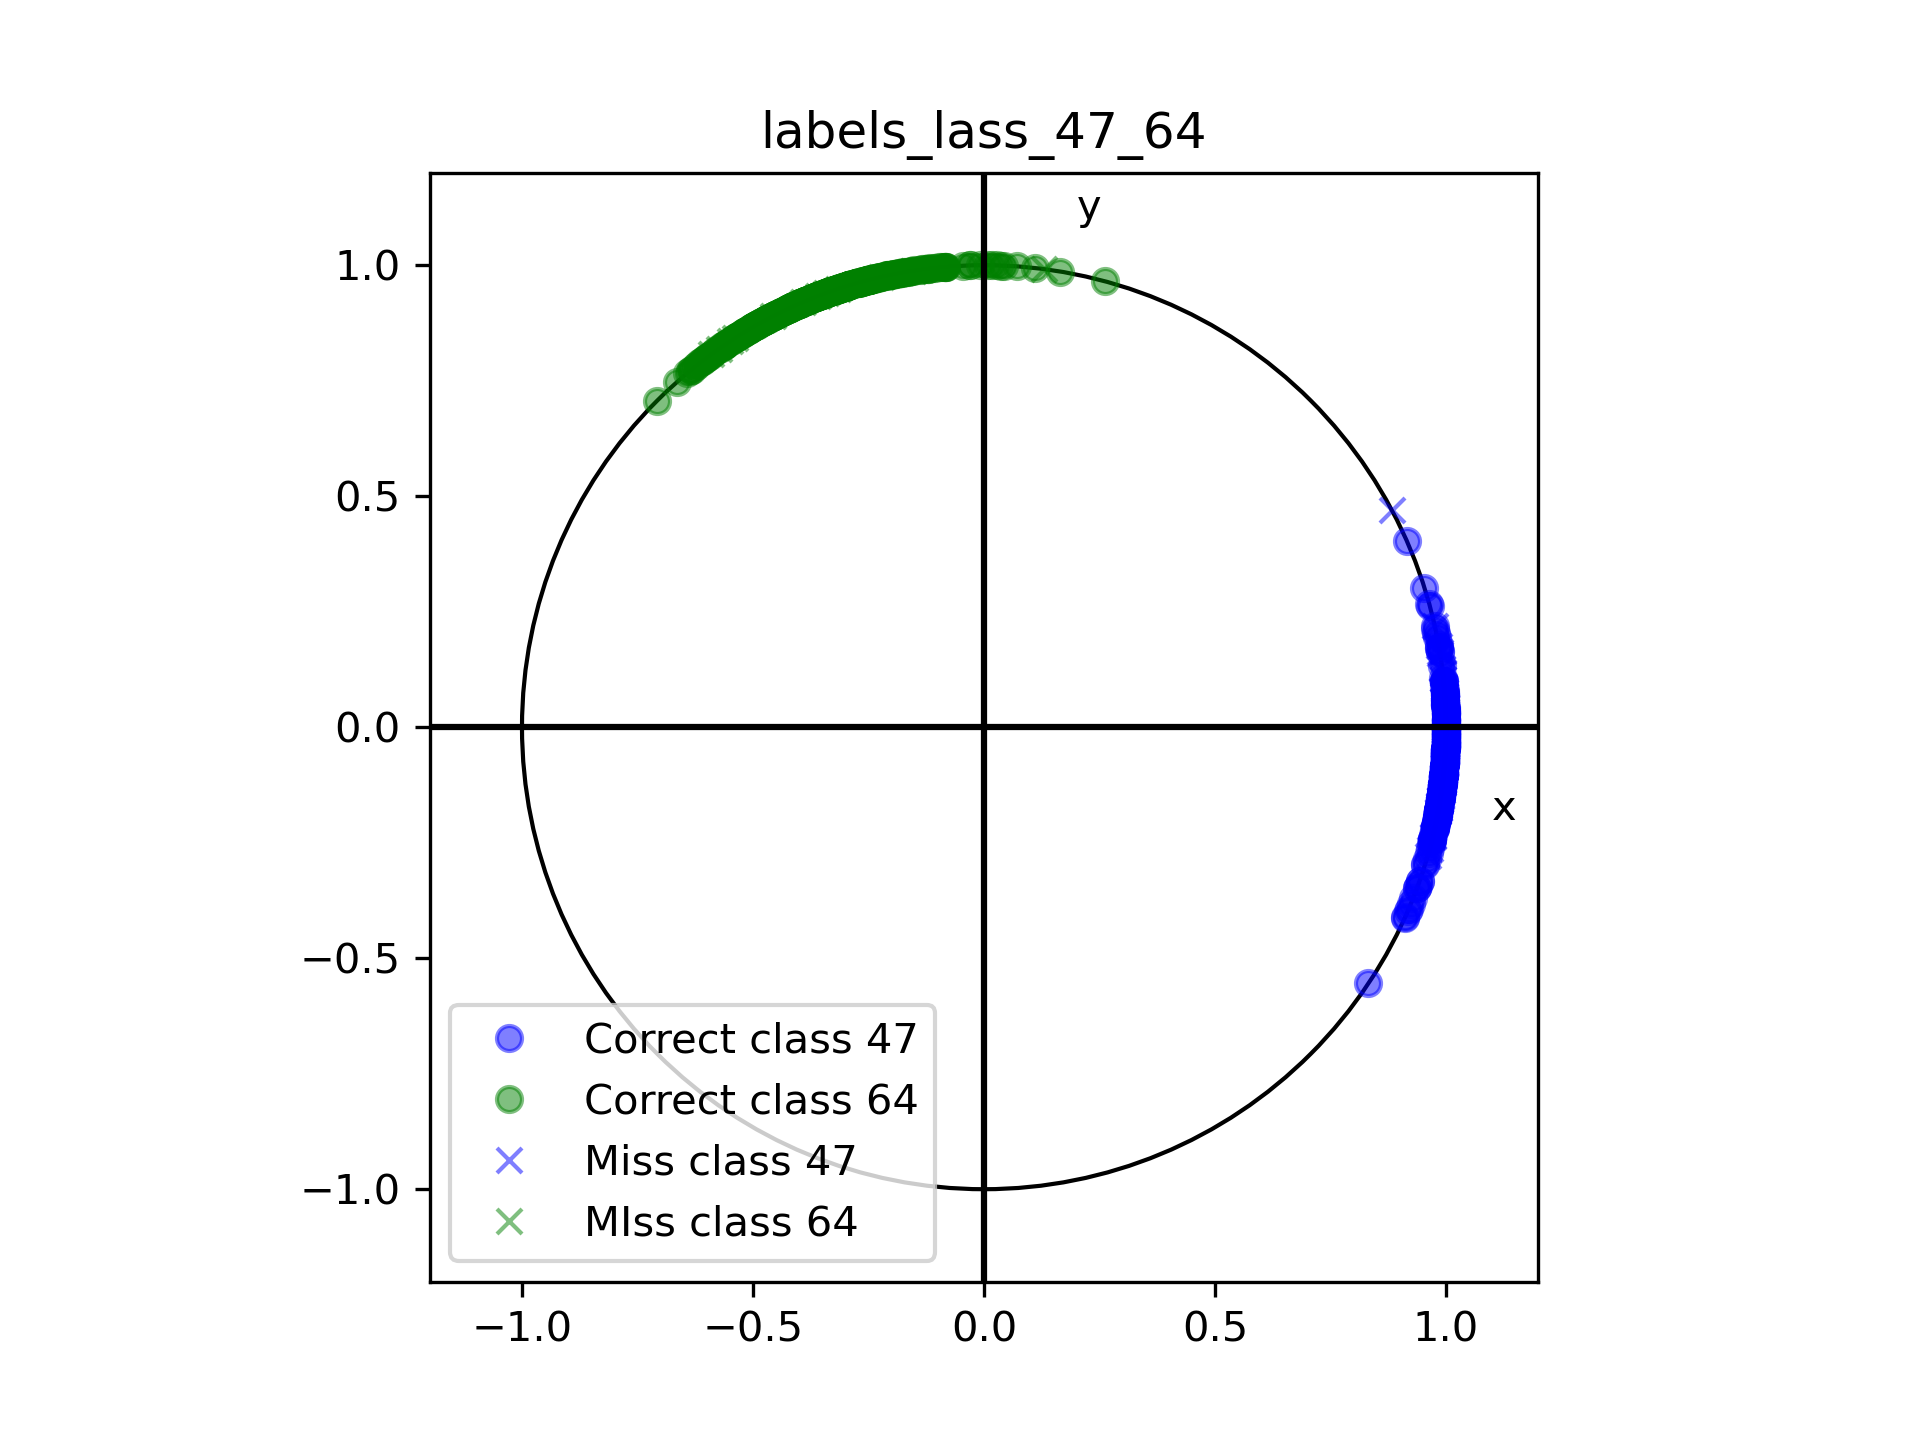 labels_lass_47_64
y
1.0
0.5
0.0
x
−0.5
−1.0
Correct class 47
Correct class 64
Miss class 47
MIss class 64
−1.0 −0.5 0.0 0.5 1.0